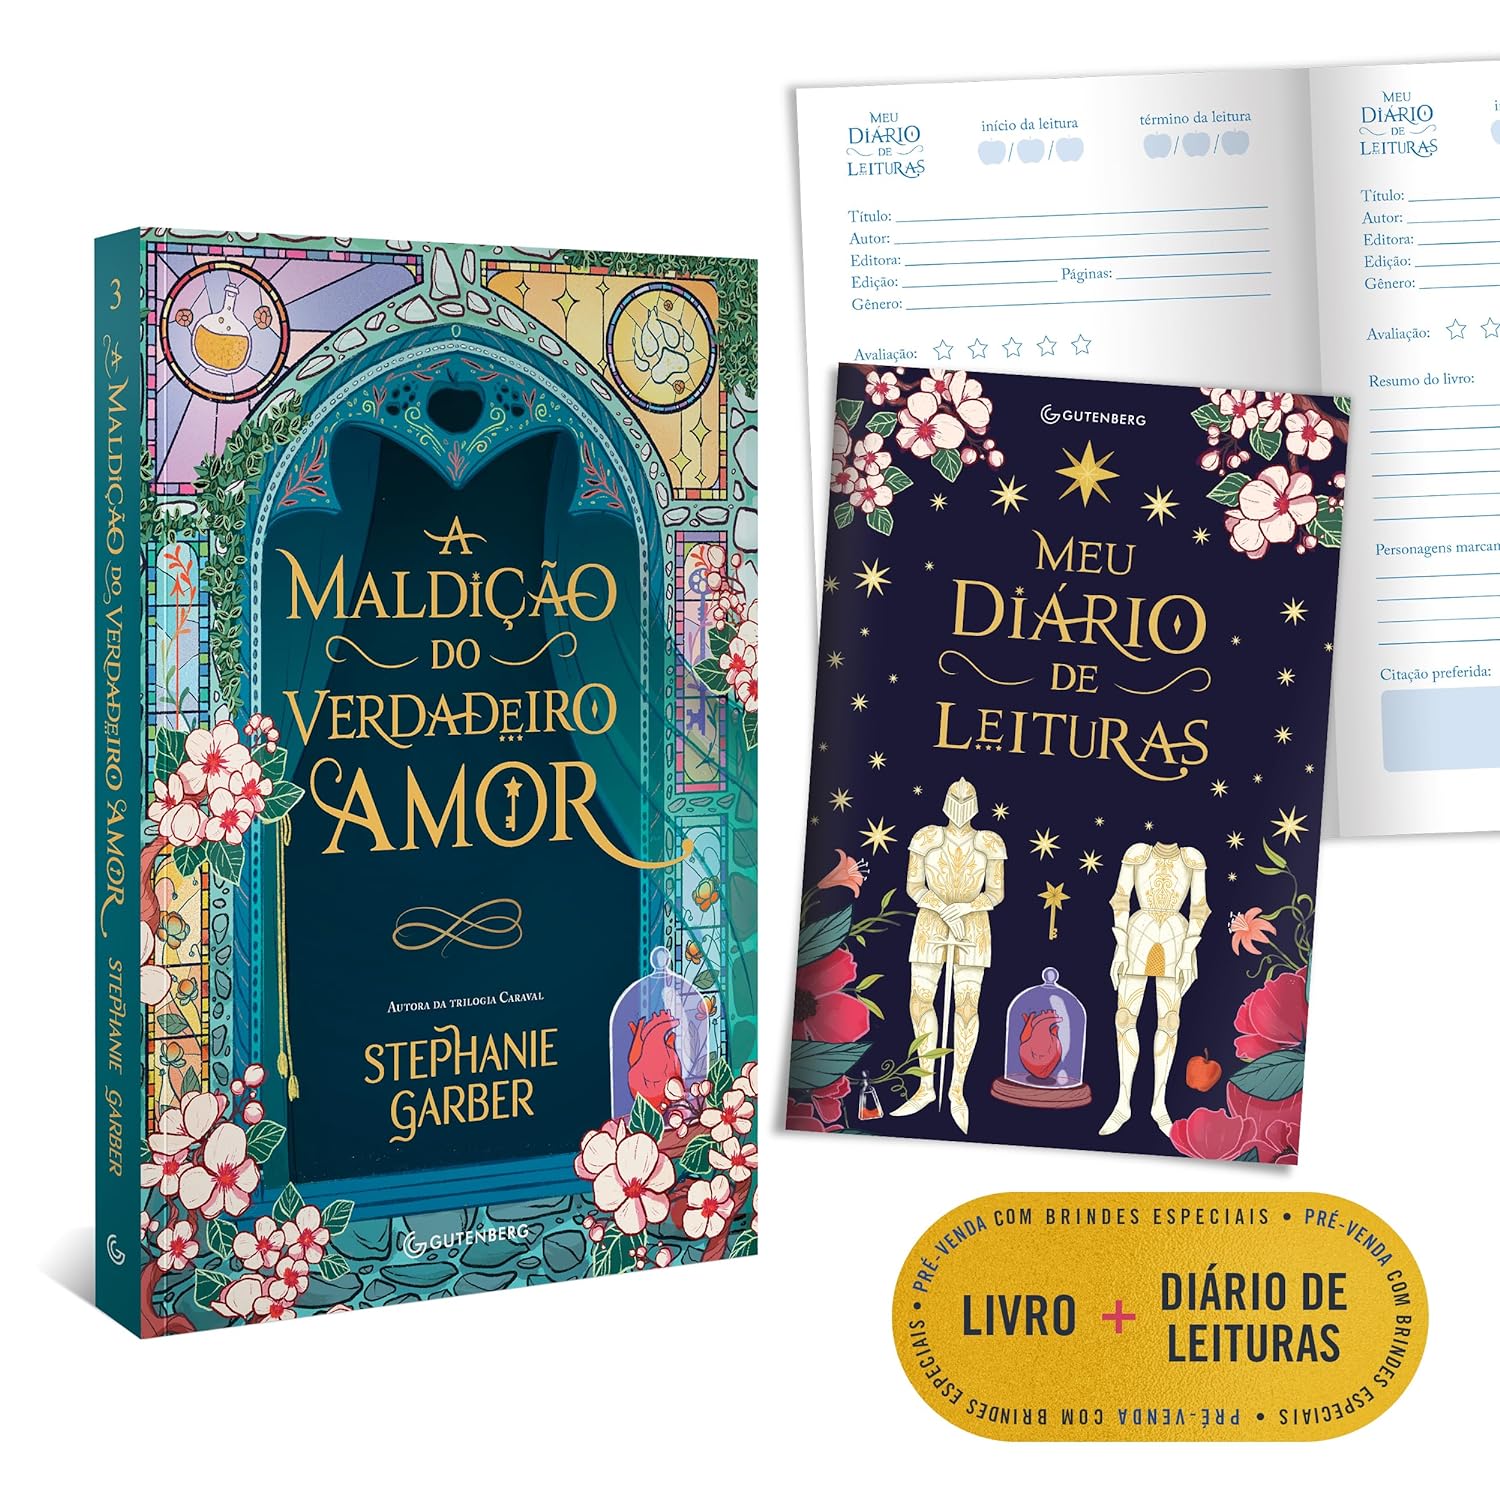 3 A MALDIÇÃO DO VERDADEIRO AMOR STEPHANIE GARBER
A
MALDIÇÃO
DO
VERDADEIRO
AMOR
AUTORA DA TRILOGIA CARAVAL
STEPHANIE
GARBER
GUTENBERG
MEU
DIÁRIO
DE
LEITURAS
início da leitura
/ /
término da leitura
/ /
Título:
Autor:
Editora:
Edição: Páginas:
Gênero:
Avaliação:
MEU
DIÁRIO
DE
LEITURAS
Título:
Autor:
Editora:
Edição:
Gênero:
Avaliação:
Resumo do livro:
Personagens marcan
Citação preferida:
GUTENBERG
MEU
DIÁRIO
DE
LEITURAS
PRÉ-VENDA COM BRINDES ESPECIAIS • PRÉ-VENDA COM BRINDES ESPECIAIS • PRÉ-VENDA COM BRINDES ESPECIAIS •
LIVRO + DIÁRIO DE
LEITURAS